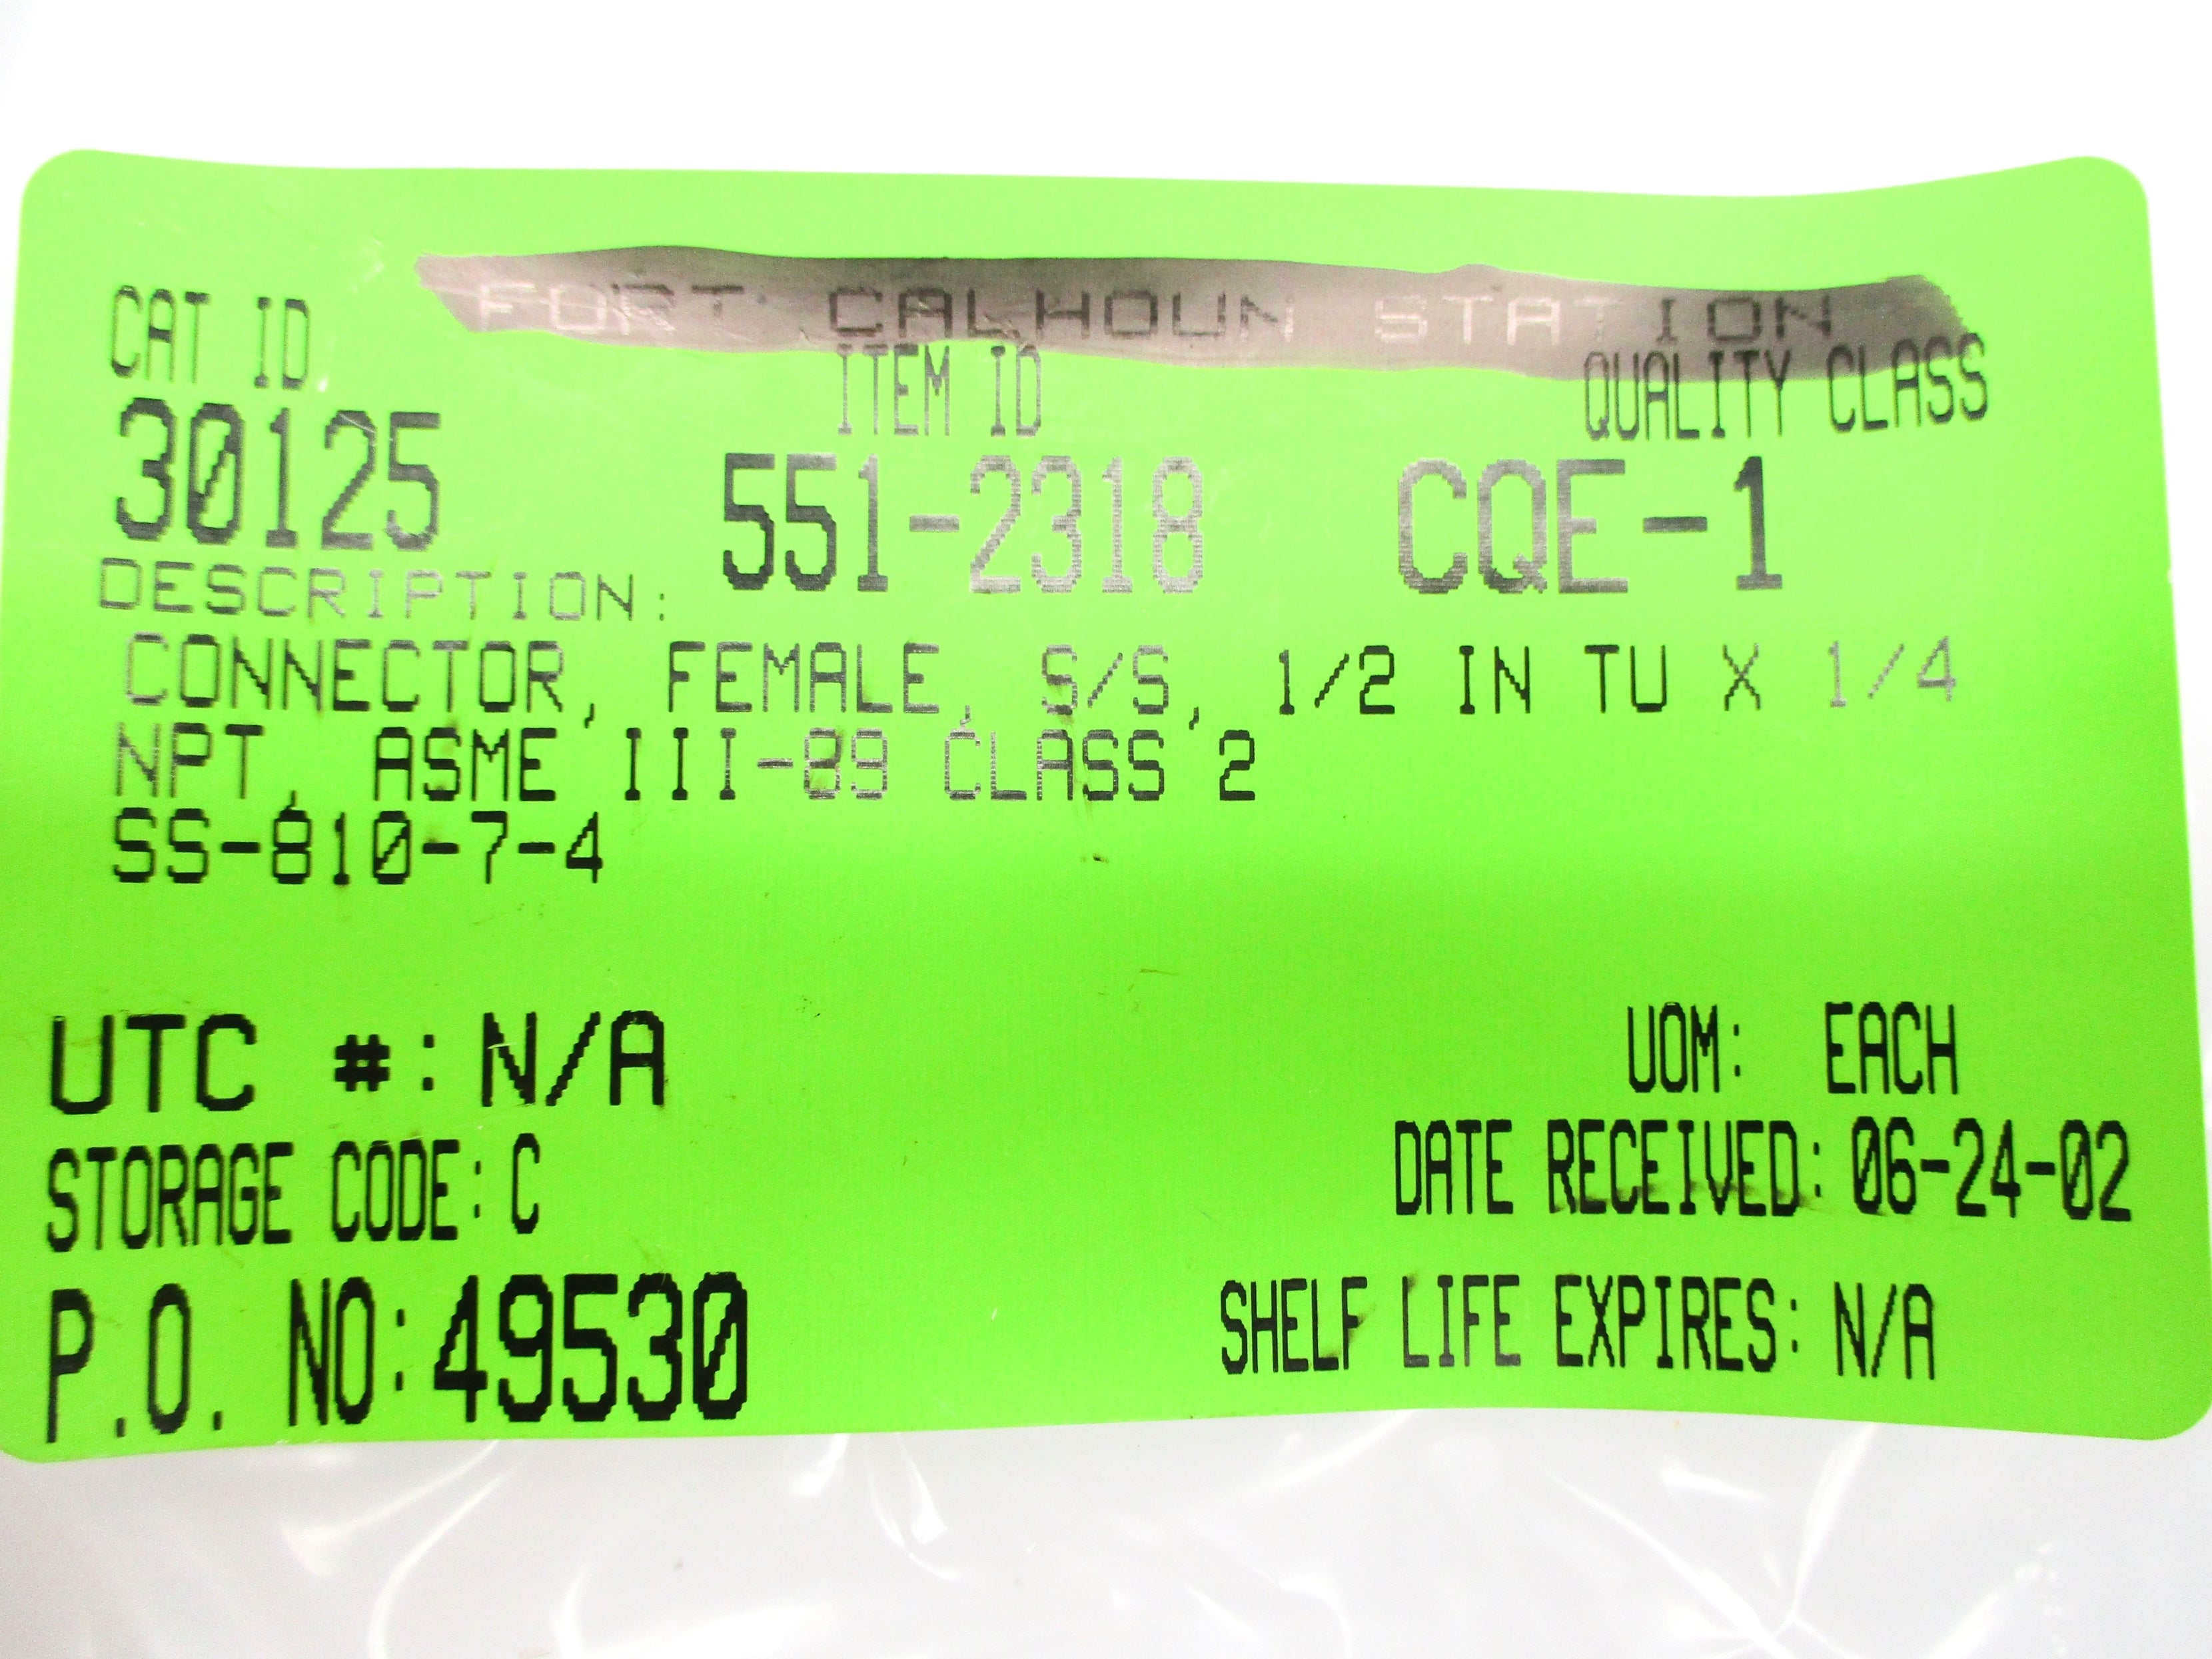 FORT CALHOUN STATION
CAT ID ITEM ID QUALITY CLASS
30125 551-2318 CQE-1
DESCRIPTION:
CONNECTOR, FEMALE, S/S, 1/2 IN TU X 1/4
NPT, ASME III-89 CLASS 2
SS-810-7-4
UTC #: N/A UOM: EACH
STORAGE CODE: C DATE RECEIVED: 06-24-02
P.O. NO: 49530 SHELF LIFE EXPIRES: N/A